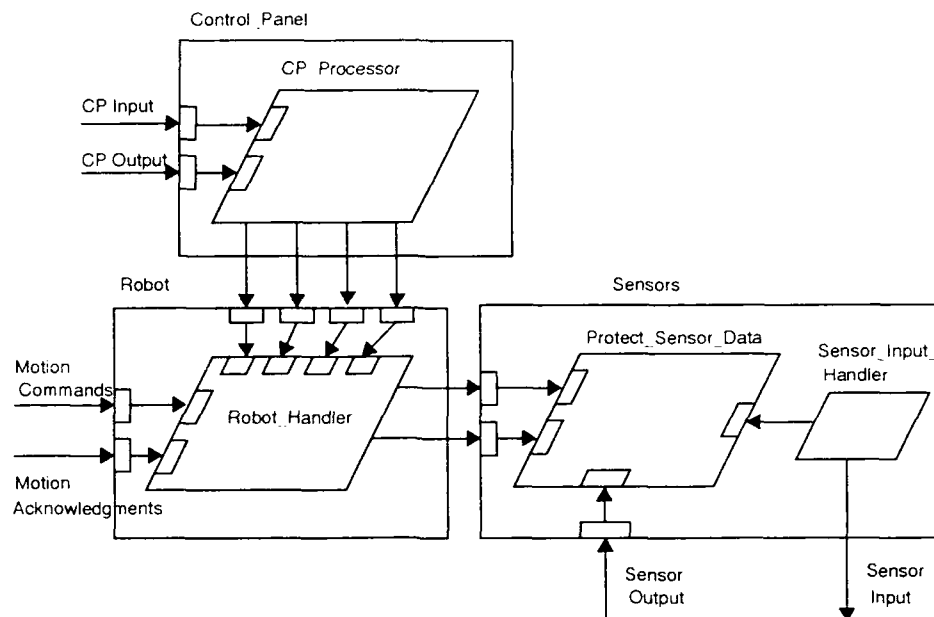 Control_Panel
CP_Processor
CP Input
CP Output
Robot
Sensors
Protect_Sensor_Data
Sensor_Input_
Handler
Motion
Commands
Robot_Handler
Motion
Acknowledgments
Sensor
Output
Sensor
Input